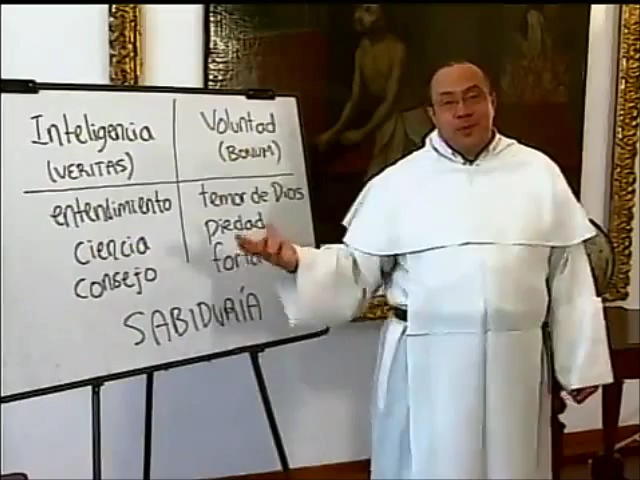 Inteligencia
(VERITAS)
entendimiento
Ciencia
Consejo
Voluntad
(BONUM)
temor de Dios
piedad
SABIDURÍA